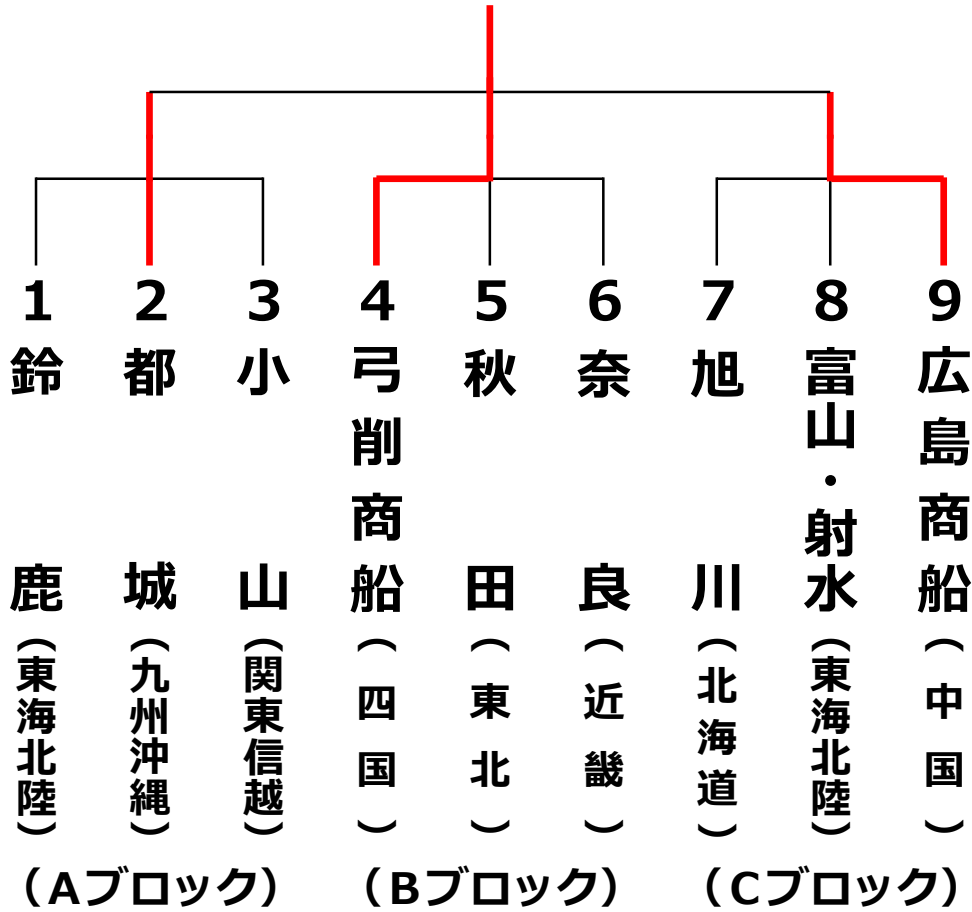 1
2
3
4
5
6
7
8
9
鈴鹿(東海北陸)
都城(九州沖縄)
小山(関東信越)
弓削商船(四国)
秋田(東北)
奈良(近畿)
旭川(北海道)
富山・射水(東海北陸)
広島商船(中国)
(Aブロック)
(Bブロック)
(Cブロック)